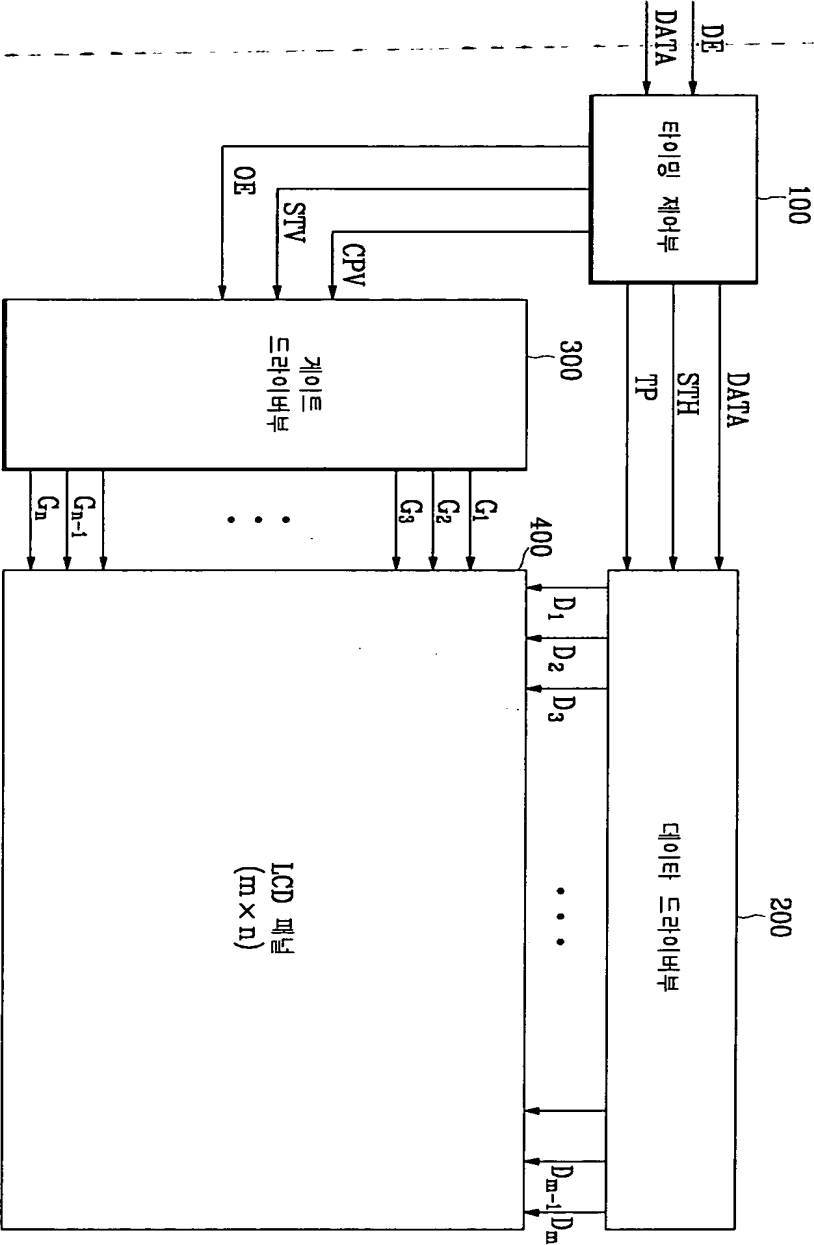 DE
DATA
100
타이밍 제어부
DATA
STH
TP
200
데이타 드라이버부
OE
STV
CPV
300
게이트
드라이버부
G1
G2
G3
Gn-1
Gn
400
D1
D2
D3
Dm-1
Dm
LCD 패널
(m×n)